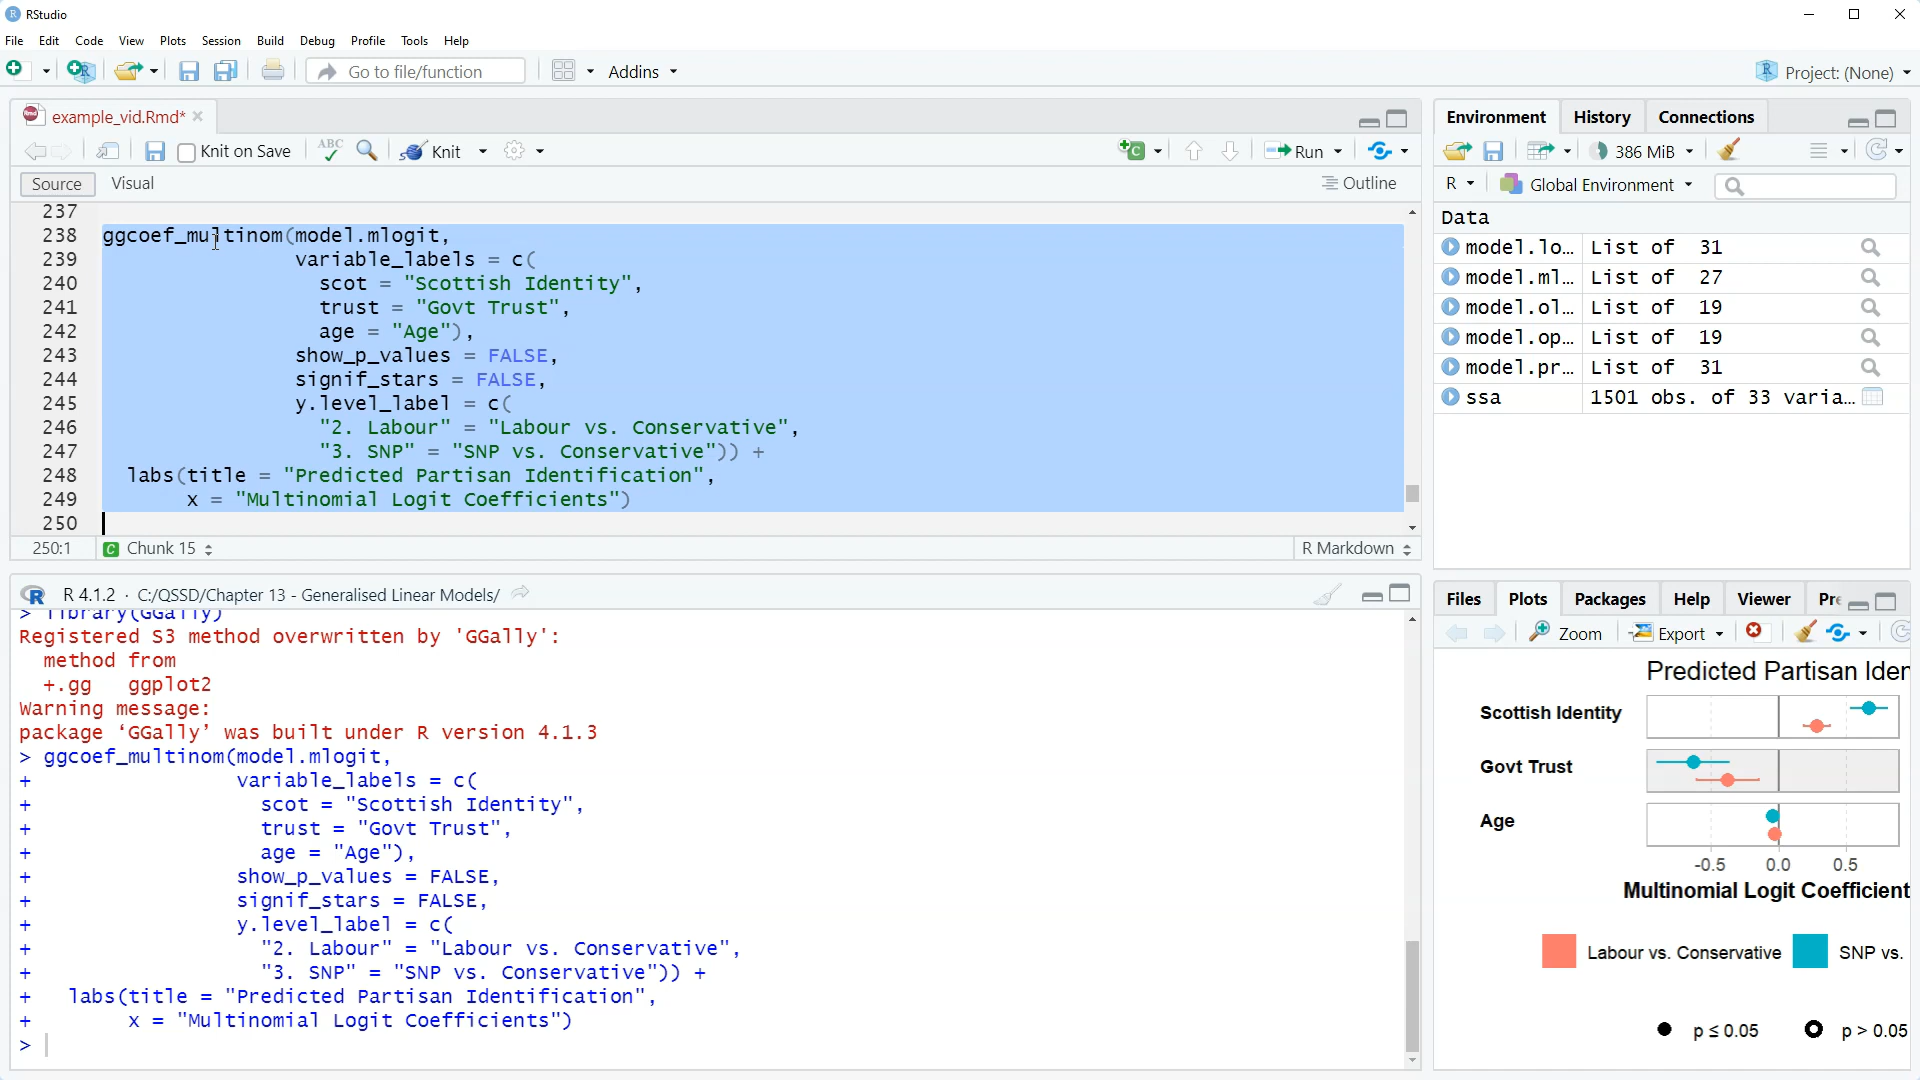 RStudio
File Edit Code View Plots Session Build Debug Profile Tools Help
Go to file/function Addins Project: (None)
example_vid.Rmd*
Knit on Save ABC Knit Run
Source Visual Outline
237
238 ggcoef_multinom(model.mlogit,
239 variable_labels = c(
240 scot = "Scottish Identity",
241 trust = "Govt Trust",
242 age = "Age"),
243 show_p_values = FALSE,
244 signif_stars = FALSE,
245 y.level_label = c(
246 "2. Labour" = "Labour vs. Conservative",
247 "3. SNP" = "SNP vs. Conservative")) +
248 labs(title = "Predicted Partisan Identification",
249 x = "Multinomial Logit Coefficients")
250
250:1 Chunk 15 R Markdown
R 4.1.2 · C:/QSSD/Chapter 13 - Generalised Linear Models/
> library(GGally)
Registered S3 method overwritten by 'GGally':
method from
+.gg ggplot2
Warning message:
package ‘GGally’ was built under R version 4.1.3
> ggcoef_multinom(model.mlogit,
+ variable_labels = c(
+ scot = "Scottish Identity",
+ trust = "Govt Trust",
+ age = "Age"),
+ show_p_values = FALSE,
+ signif_stars = FALSE,
+ y.level_label = c(
+ "2. Labour" = "Labour vs. Conservative",
+ "3. SNP" = "SNP vs. Conservative")) +
+ labs(title = "Predicted Partisan Identification",
+ x = "Multinomial Logit Coefficients")
>
Environment History Connections
386 MiB
R Global Environment
Data
model.lo… List of 31
model.ml… List of 27
model.ol… List of 19
model.op… List of 19
model.pr… List of 31
ssa 1501 obs. of 33 varia…
Files Plots Packages Help Viewer Pre
Zoom Export
Predicted Partisan Iden
Scottish Identity
Govt Trust
Age
-0.5 0.0 0.5
Multinomial Logit Coefficient
Labour vs. Conservative SNP vs.
p ≤ 0.05 p > 0.05